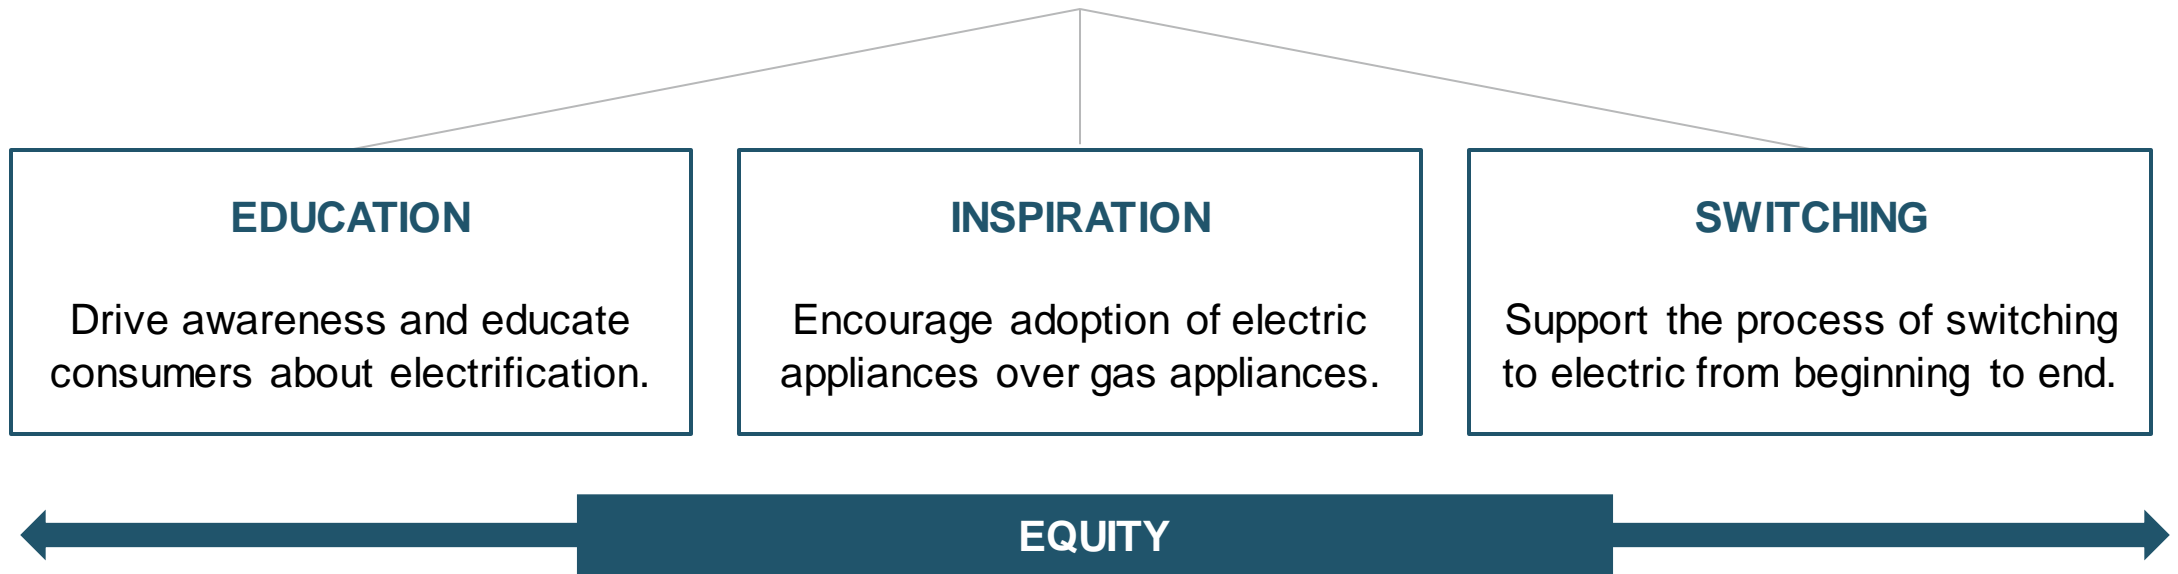 EDUCATION
Drive awareness and educate
consumers about electrification.
INSPIRATION
Encourage adoption of electric
appliances over gas appliances.
SWITCHING
Support the process of switching
to electric from beginning to end.
EQUITY